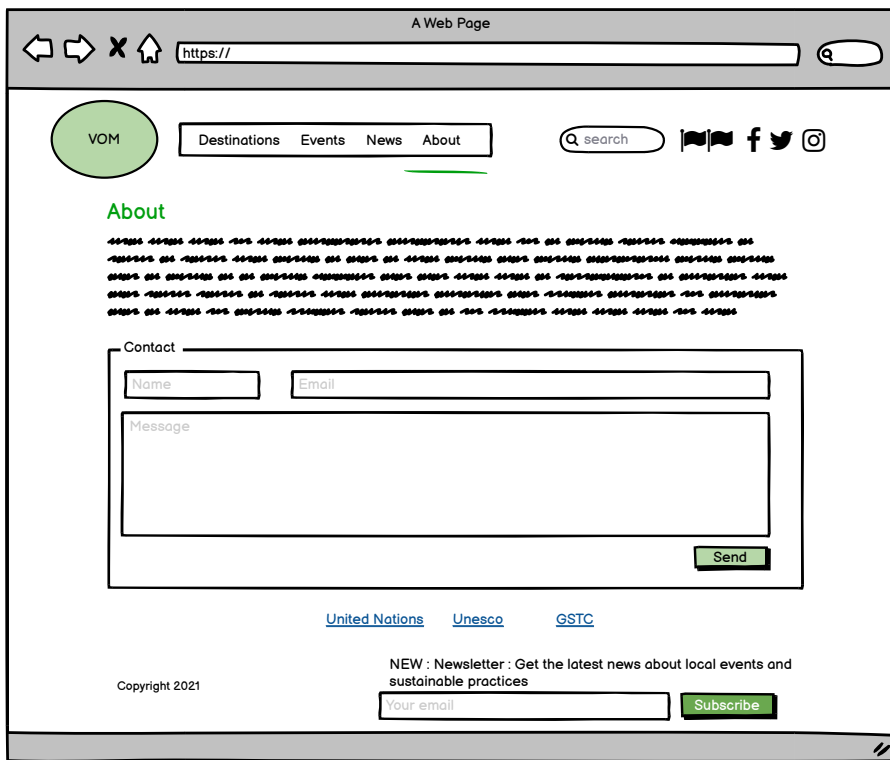 A Web Page
https://
VOM
Destinations Events News About
search
About
Contact
Name Email
Message
Send
United Nations Unesco GSTC
NEW : Newsletter : Get the latest news about local events and
sustainable practices
Copyright 2021
Your email Subscribe